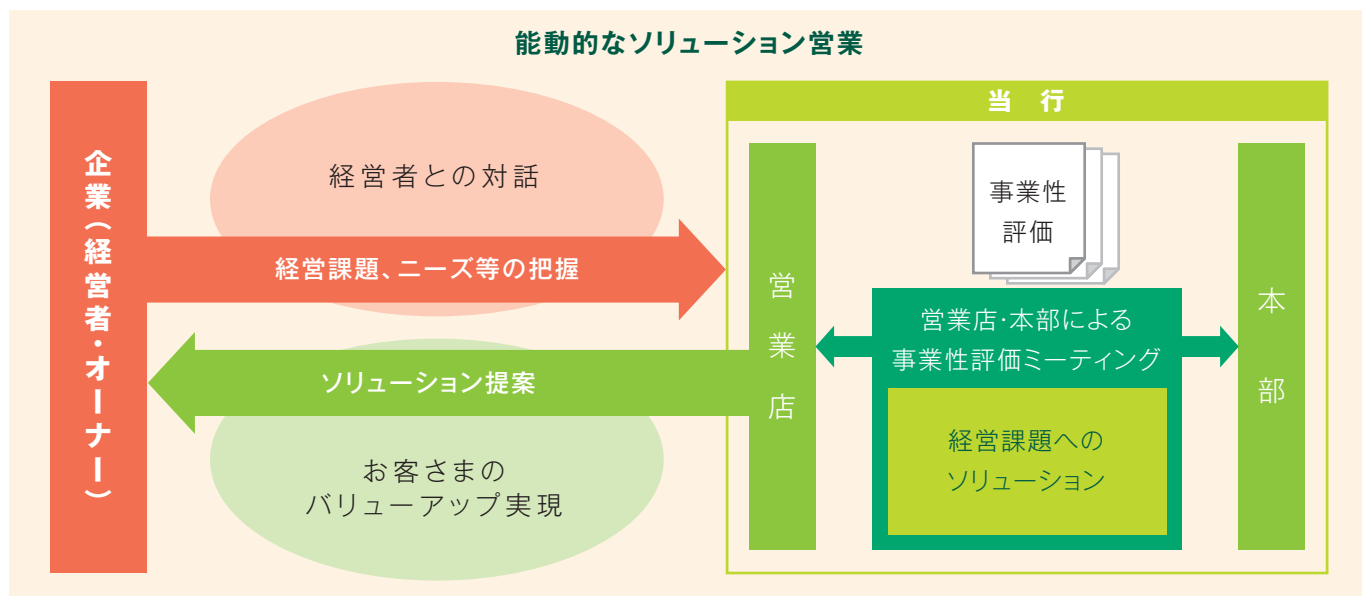 能動的なソリューション営業
企業（経営者・オーナー）
経営者との対話
経営課題、ニーズ等の把握
ソリューション提案
お客さまの
バリューアップ実現
当 行
営業店
事業性
評価
営業店・本部による
事業性評価ミーティング
経営課題への
ソリューション
本部